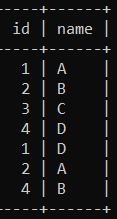 -----+------+
id | name |
-----+------+
1 | A |
2 | B |
3 | C |
4 | D |
1 | D |
2 | A |
4 | B |
-----+------+